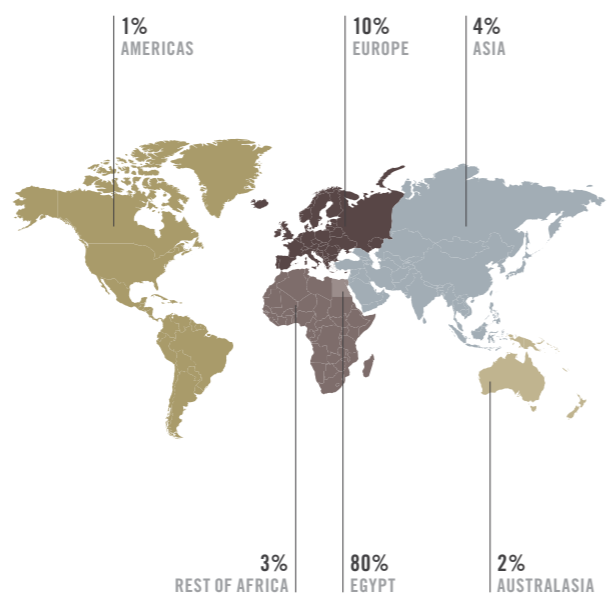 1%
AMERICAS
10%
EUROPE
4%
ASIA
3%
REST OF AFRICA
80%
EGYPT
2%
AUSTRALASIA